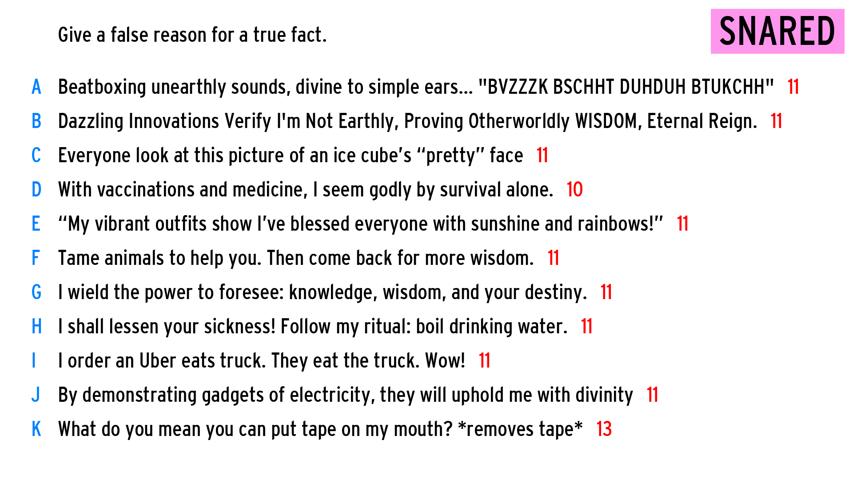 Give a false reason for a true fact.
SNARED
A Beatboxing unearthly sounds, divine to simple ears... "BVZZZK BSCHHT DUHDUH BTUKCHH" 11
B Dazzling Innovations Verify I'm Not Earthly, Proving Otherworldly WISDOM, Eternal Reign. 11
C Everyone look at this picture of an ice cube’s “pretty” face 11
D With vaccinations and medicine, I seem godly by survival alone. 10
E “My vibrant outfits show I’ve blessed everyone with sunshine and rainbows!” 11
F Tame animals to help you. Then come back for more wisdom. 11
G I wield the power to foresee: knowledge, wisdom, and your destiny. 11
H I shall lessen your sickness! Follow my ritual: boil drinking water. 11
I I order an Uber eats truck. They eat the truck. Wow! 11
J By demonstrating gadgets of electricity, they will uphold me with divinity 11
K What do you mean you can put tape on my mouth? *removes tape* 13